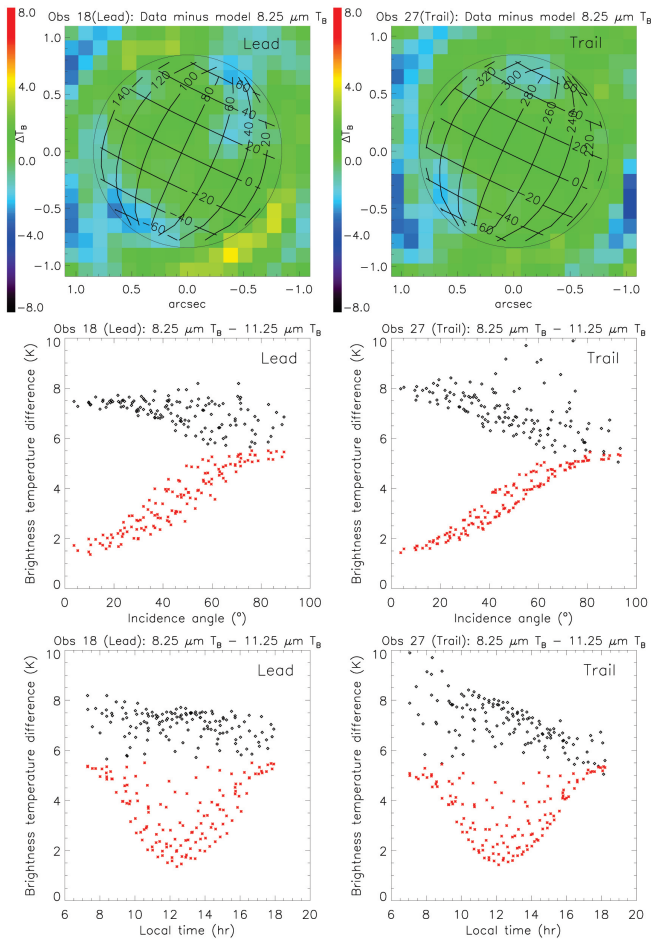 Obs 18(Lead): Data minus model 8.25 μm T_B
Lead
8.0
4.0
0.0
−4.0
−8.0
ΔT_B
1.0
0.5
0.0
−0.5
−1.0
140
120
100
80
60
40
20
60
40
20
0
−20
−40
−60
1.0 0.5 0.0 −0.5 −1.0
arcsec
Obs 27(Trail): Data minus model 8.25 μm T_B
Trail
8.0
4.0
0.0
−4.0
−8.0
ΔT_B
1.0
0.5
0.0
−0.5
−1.0
320
300
280
260
240
220
60
40
20
0
−20
−40
−60
1.0 0.5 0.0 −0.5 −1.0
arcsec
Obs 18 (Lead): 8.25 μm T_B − 11.25 μm T_B
Lead
Brightness temperature difference (K)
10
8
6
4
2
0
0 20 40 60 80 100
Incidence angle (°)
Obs 27 (Trail): 8.25 μm T_B − 11.25 μm T_B
Trail
Brightness temperature difference (K)
10
8
6
4
2
0
0 20 40 60 80 100
Incidence angle (°)
Obs 18 (Lead): 8.25 μm T_B − 11.25 μm T_B
Lead
Brightness temperature difference (K)
10
8
6
4
2
0
6 8 10 12 14 16 18 20
Local time (hr)
Obs 27 (Trail): 8.25 μm T_B − 11.25 μm T_B
Trail
Brightness temperature difference (K)
10
8
6
4
2
0
6 8 10 12 14 16 18 20
Local time (hr)